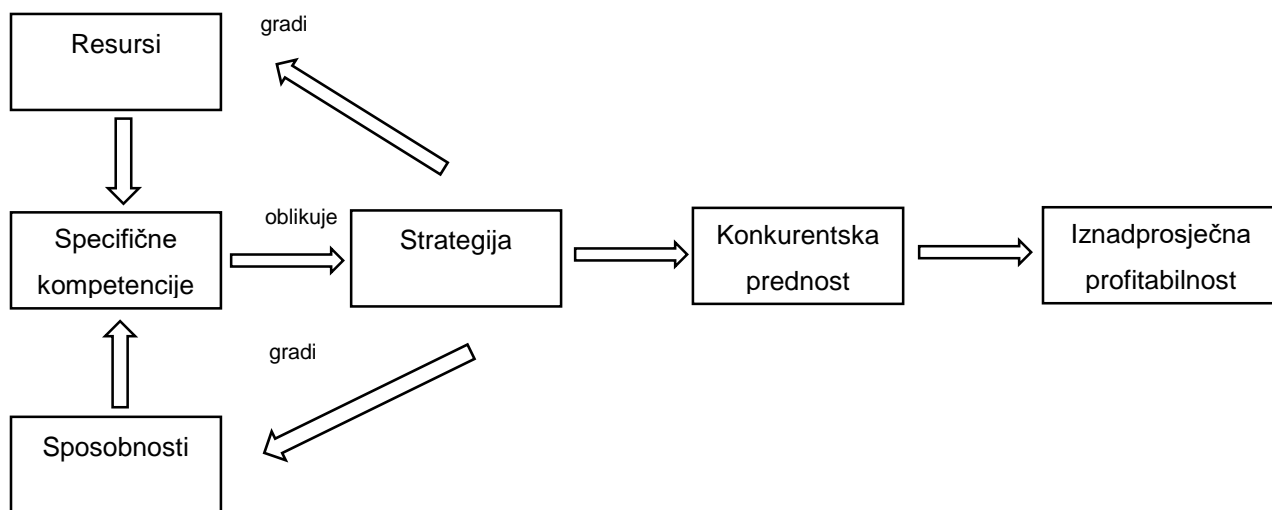 gradi
Resursi
oblikuje
Specifične
kompetencije
Strategija
Konkurentska
prednost
Iznadprosječna
profitabilnost
gradi
Sposobnosti